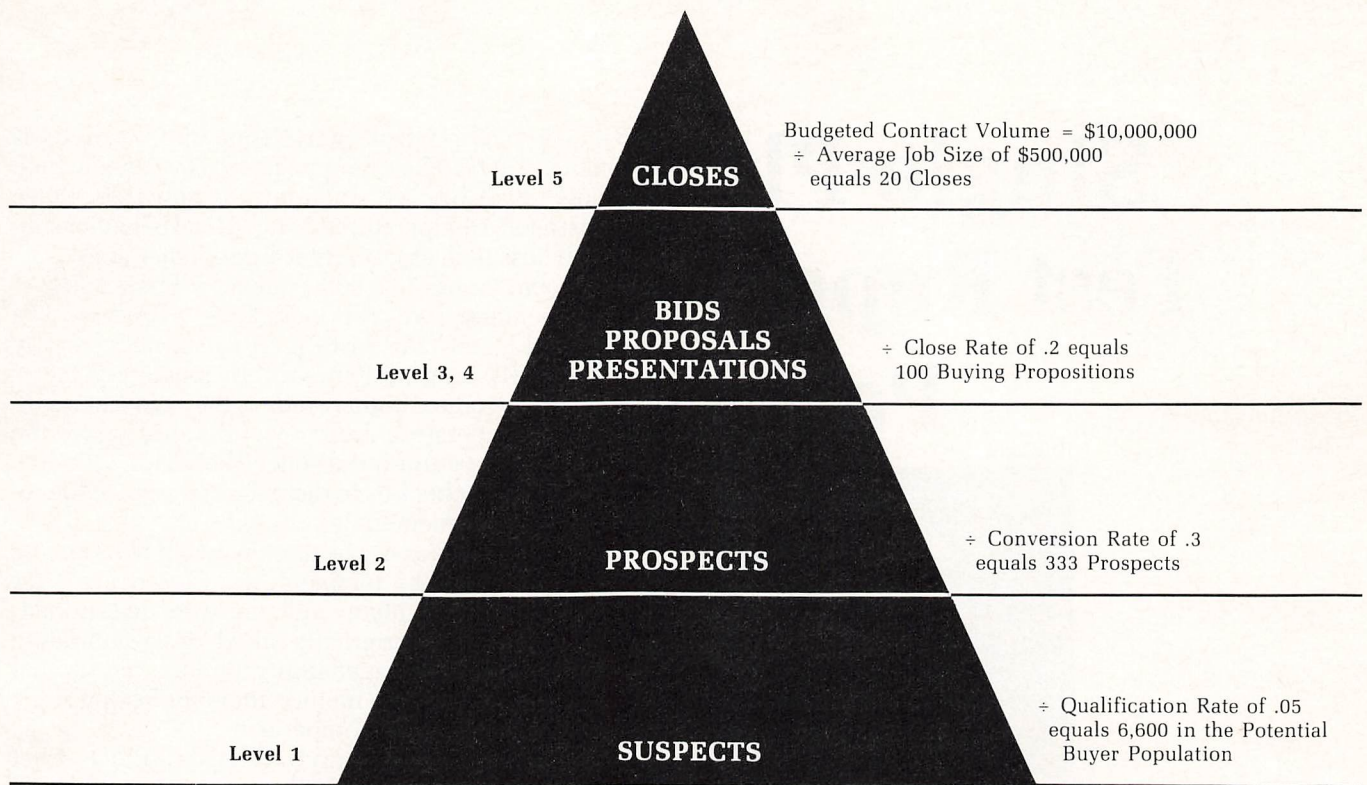 Budgeted Contract Volume = $10,000,000
÷ Average Job Size of $500,000
equals 20 Closes
Level 5
CLOSES
BIDS
PROPOSALS
PRESENTATIONS
Level 3, 4
÷ Close Rate of .2 equals
100 Buying Propositions
Level 2
PROSPECTS
÷ Conversion Rate of .3
equals 333 Prospects
Level 1
SUSPECTS
÷ Qualification Rate of .05
equals 6,600 in the Potential
Buyer Population